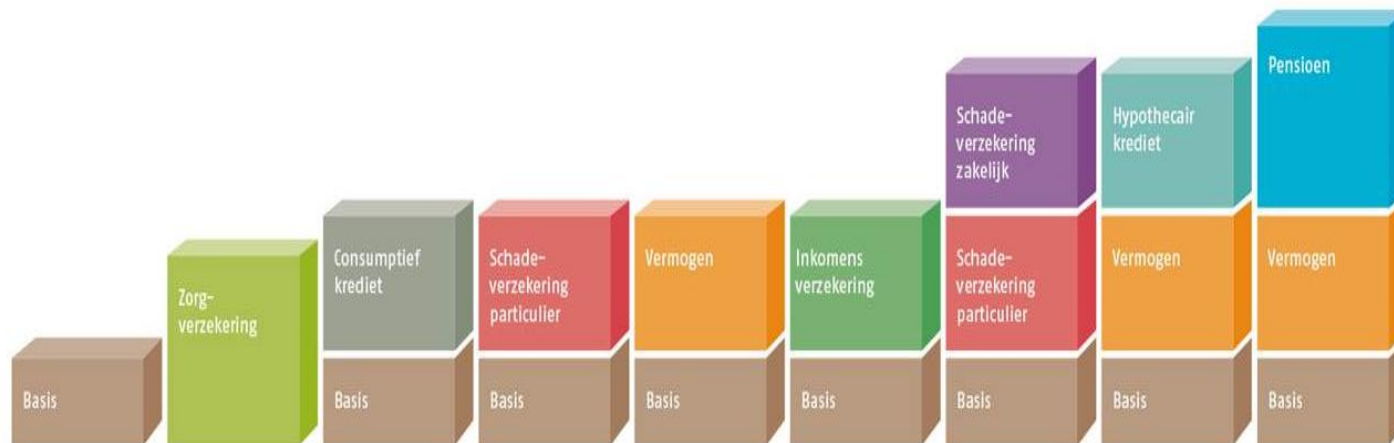 Basis
Zorg-
verzekering
Consumptief
krediet
Basis
Schade-
verzekering
particulier
Basis
Vermogen
Basis
Inkomens
verzekering
Basis
Schade-
verzekering
zakelijk
Schade-
verzekering
particulier
Basis
Hypothecair
krediet
Vermogen
Basis
Pensioen
Vermogen
Basis